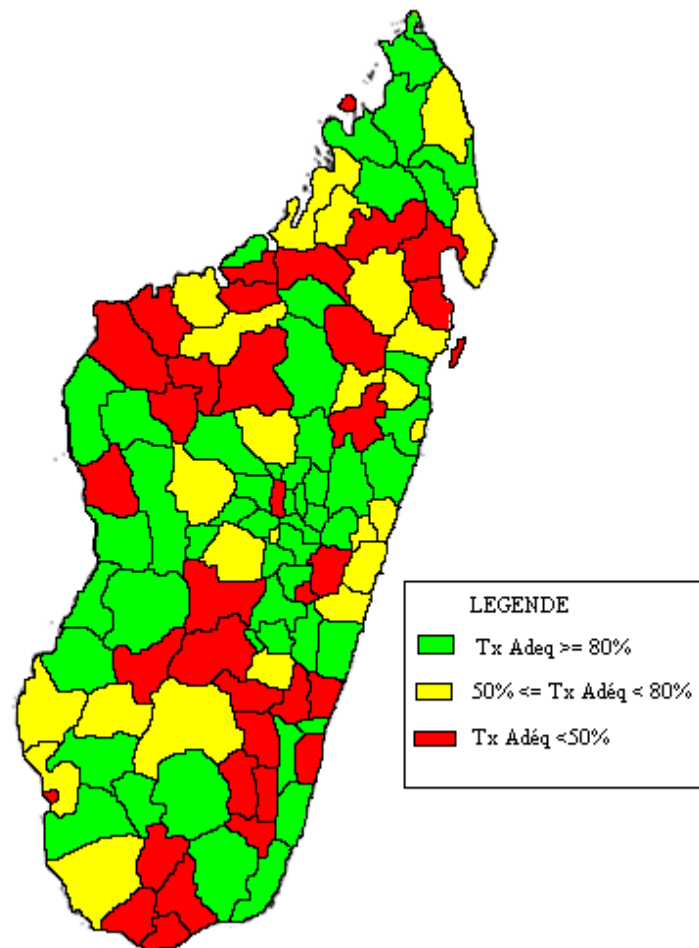 LEGENDE
Tx Adeq >= 80%
50% <= Tx Adéq < 80%
Tx Adéq <50%